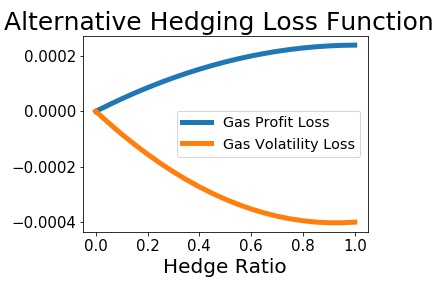 Alternative Hedging Loss Function
0.0002
0.0000
−0.0002
−0.0004
Gas Profit Loss
Gas Volatility Loss
0.0 0.2 0.4 0.6 0.8 1.0
Hedge Ratio